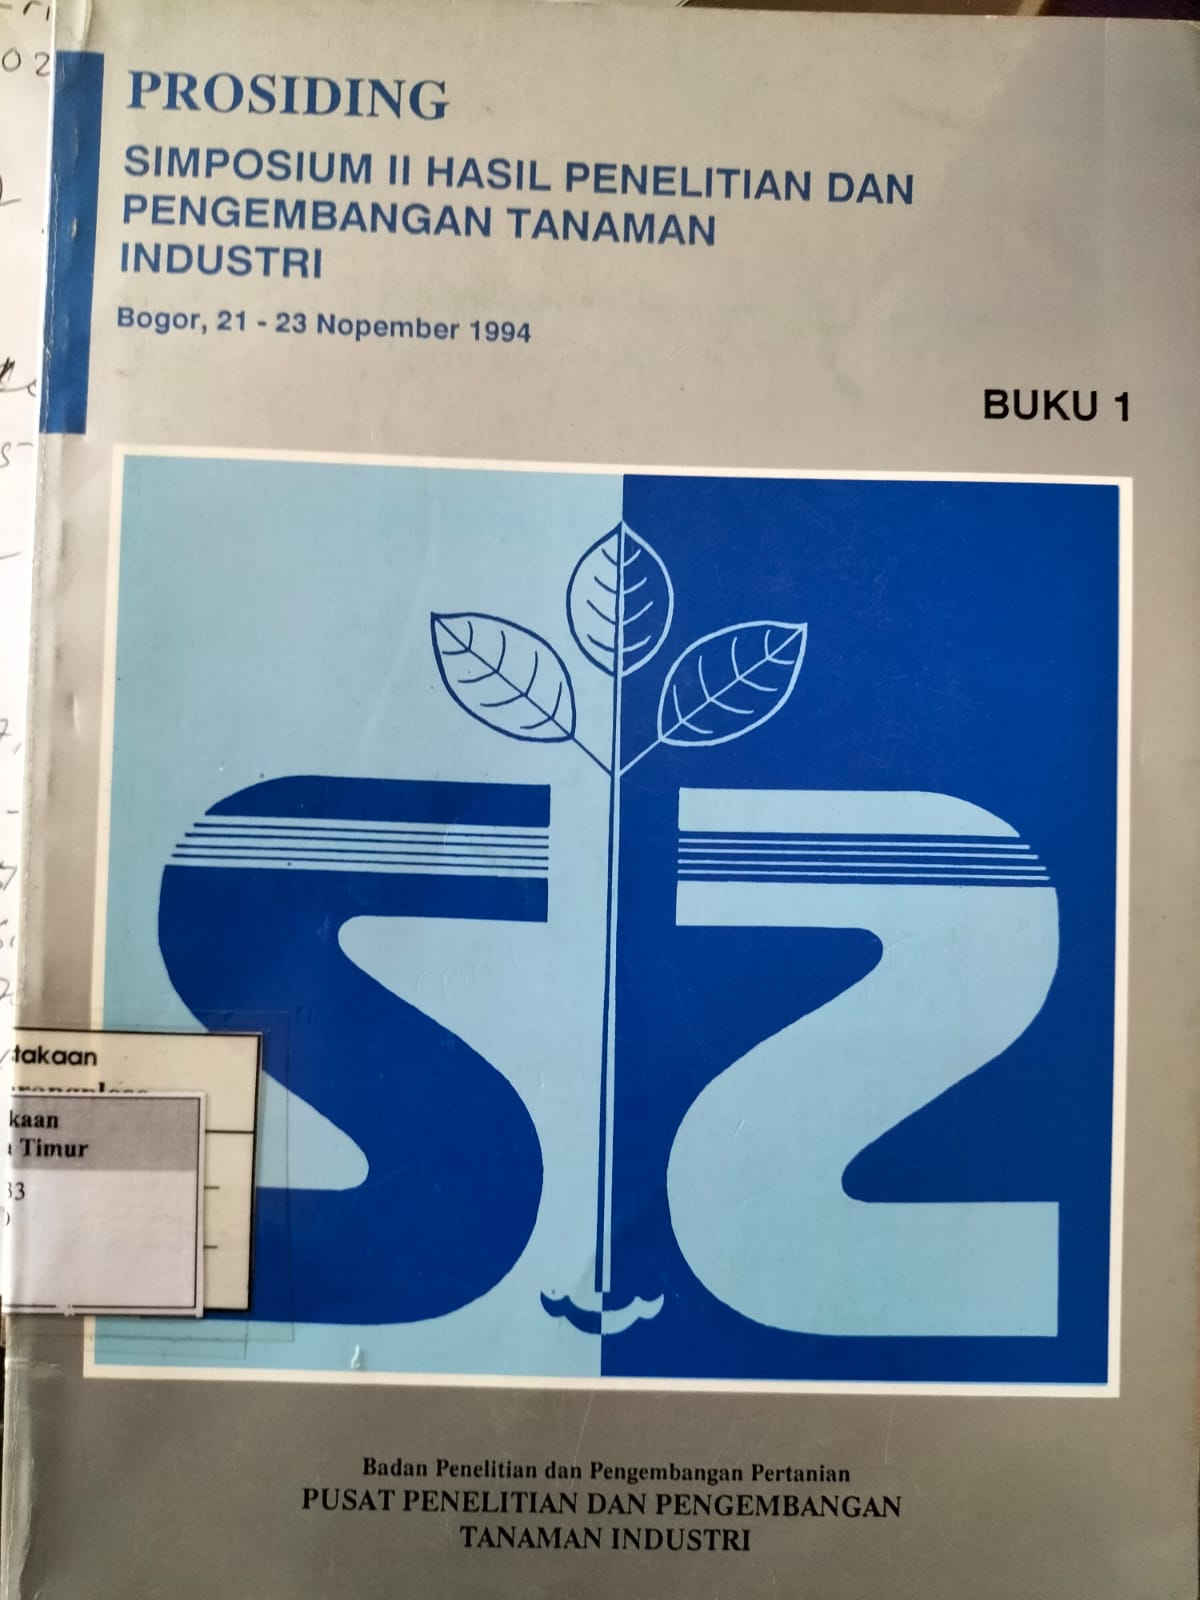 PROSIDING
SIMPOSIUM II HASIL PENELITIAN DAN
PENGEMBANGAN TANAMAN
INDUSTRI
Bogor, 21 - 23 Nopember 1994
BUKU 1
takaan
kaan
Timur
33
Badan Penelitian dan Pengembangan Pertanian
PUSAT PENELITIAN DAN PENGEMBANGAN
TANAMAN INDUSTRI